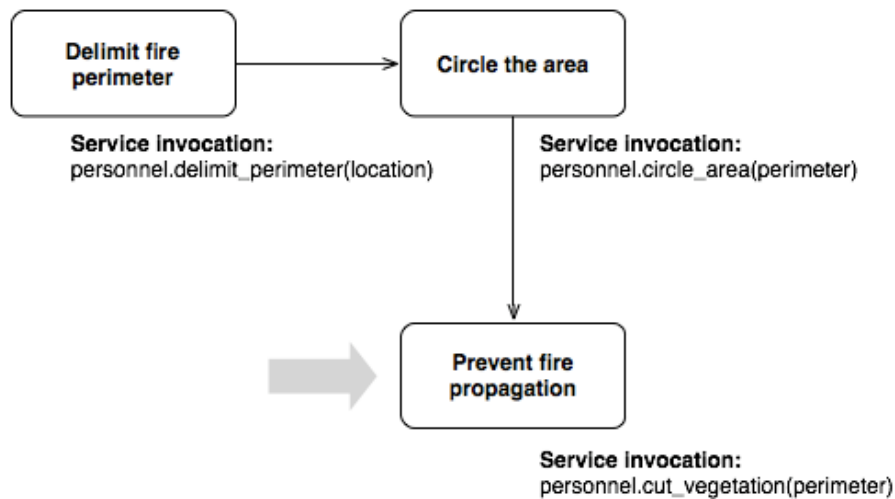 Delimit fire
perimeter
Circle the area
Service invocation:
personnel.delimit_perimeter(location)
Service invocation:
personnel.circle_area(perimeter)
Prevent fire
propagation
Service invocation:
personnel.cut_vegetation(perimeter)